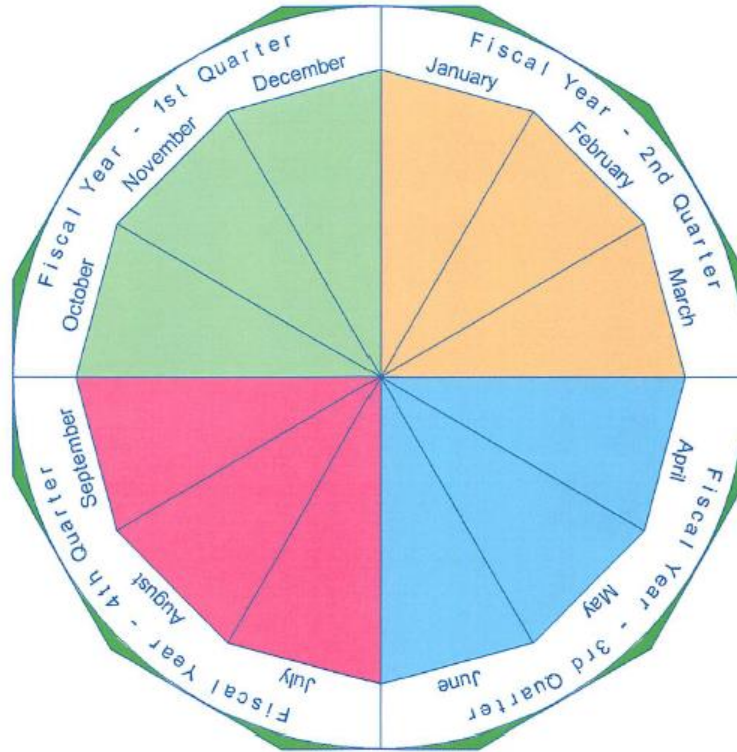 Fiscal Year - 1st Quarter
October
November
December
Fiscal Year - 2nd Quarter
January
February
March
Fiscal Year - 3rd Quarter
April
May
June
Fiscal Year - 4th Quarter
July
August
September